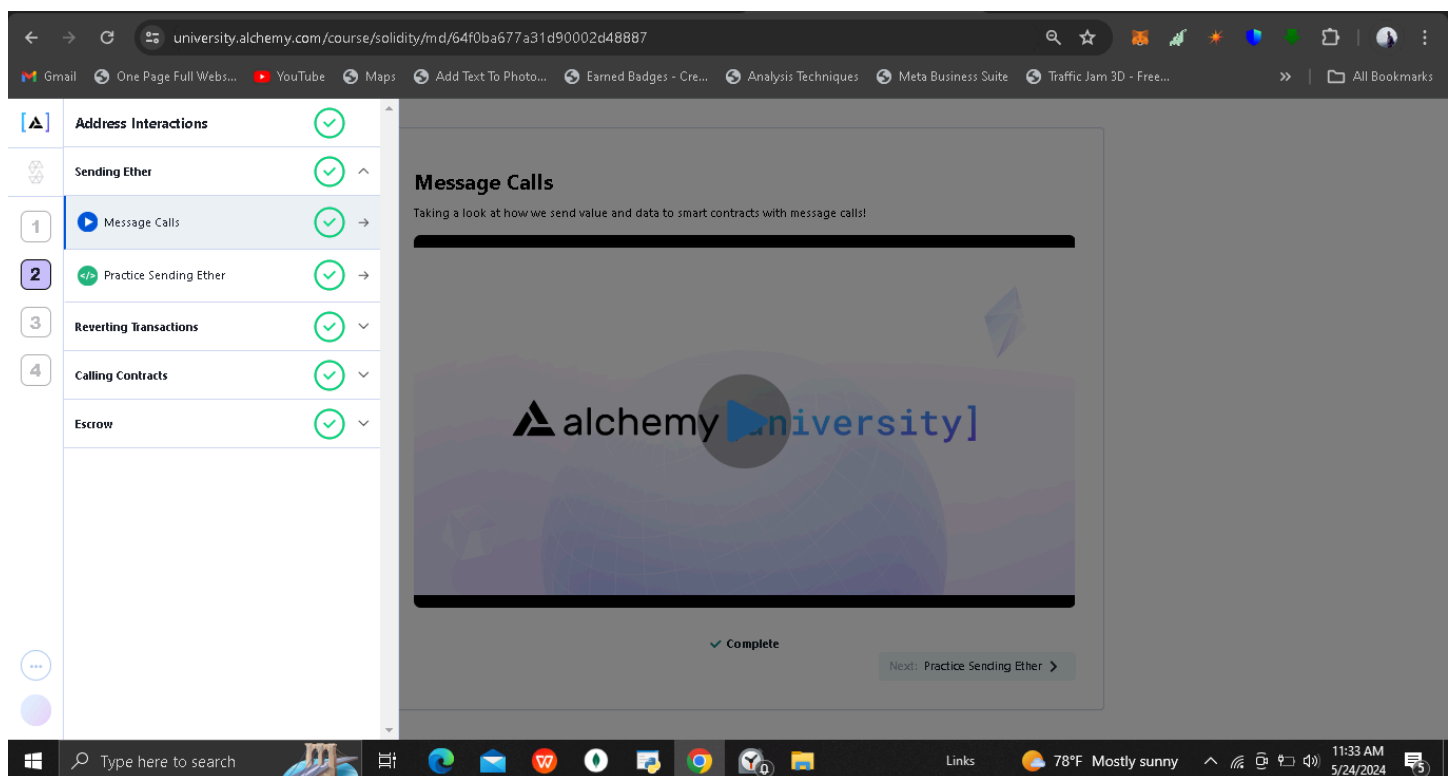 university.alchemy.com/course/solidity/md/64f0ba677a31d90002d48887
Gmail One Page Full Webs... YouTube Maps Add Text To Photo... Earned Badges - Cre... Analysis Techniques Meta Business Suite Traffic Jam 3D - Free... » All Bookmarks
Address Interactions
Sending Ether
1 Message Calls
2 Practice Sending Ether
3 Reverting Transactions
4 Calling Contracts
Escrow
Message Calls
Taking a look at how we send value and data to smart contracts with message calls!
alchemy university]
Complete
Next: Practice Sending Ether
Type here to search
Links
78°F Mostly sunny
11:33 AM
5/24/2024
5